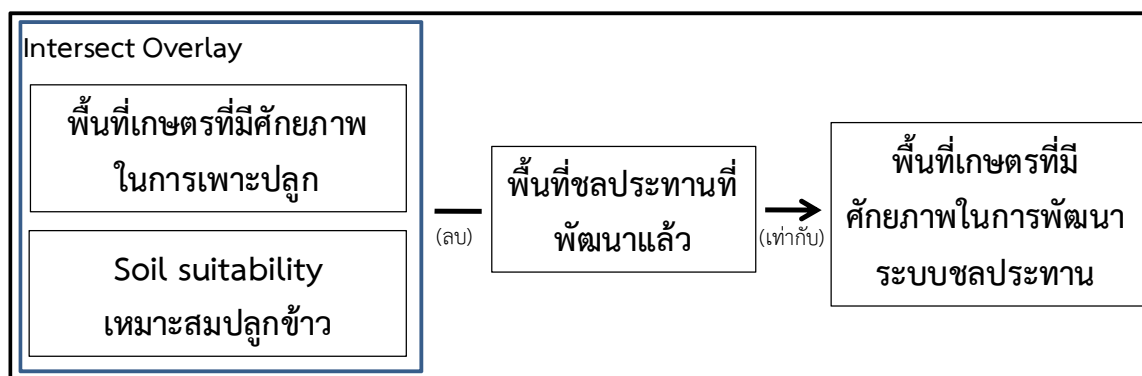 Intersect Overlay
พื้นที่เกษตรที่มีศักยภาพ
ในการเพาะปลูก
Soil suitability
เหมาะสมปลูกข้าว
(ลบ)
พื้นที่ชลประทานที่
พัฒนาแล้ว
(เท่ากับ)
พื้นที่เกษตรที่มี
ศักยภาพในการพัฒนา
ระบบชลประทาน